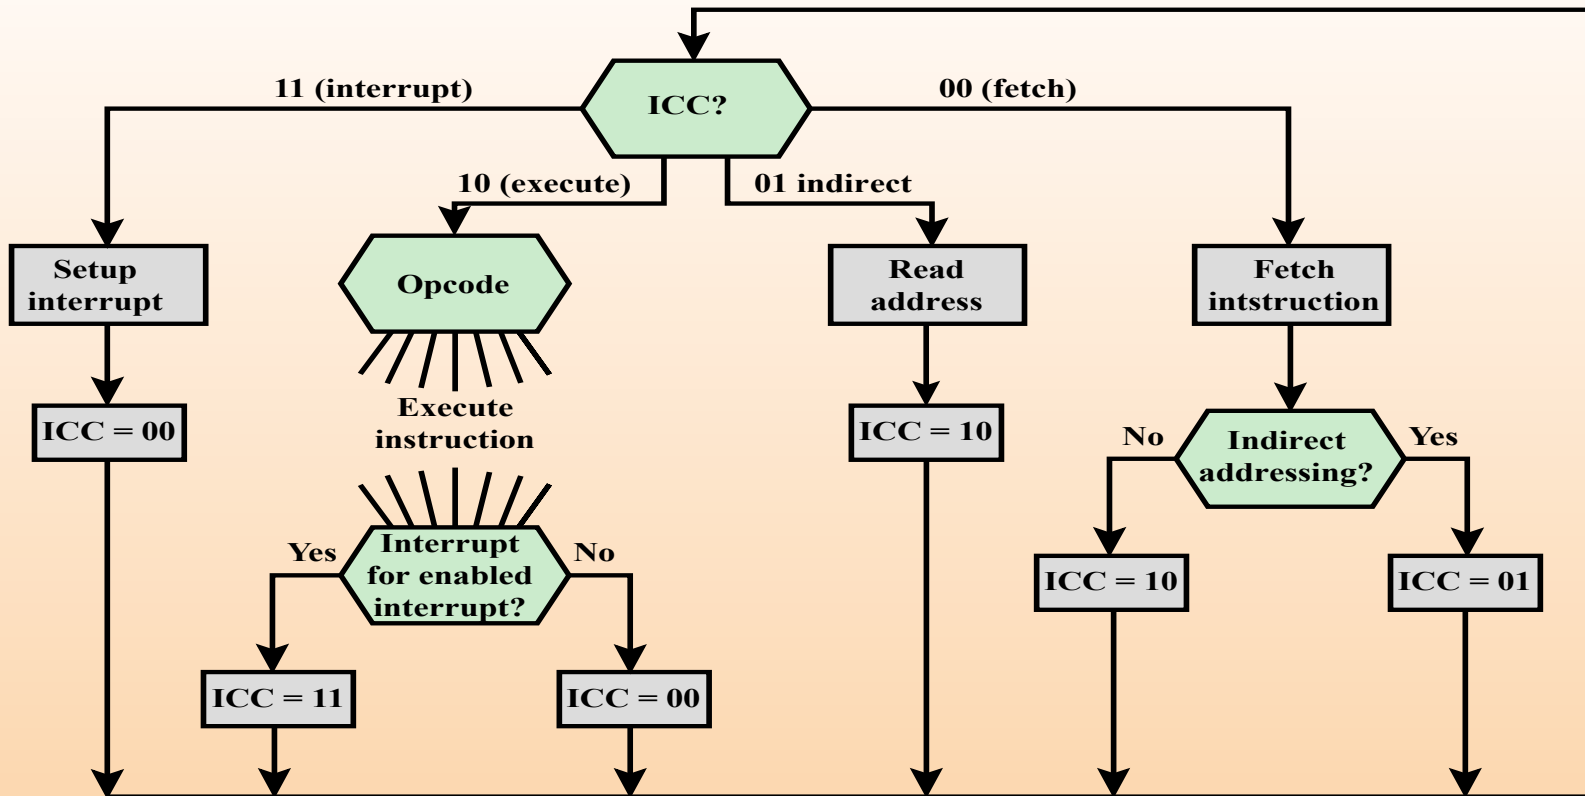 11 (interrupt)
ICC?
00 (fetch)
10 (execute)
01 indirect
Setup
interrupt
Opcode
Read
address
Fetch
intstruction
ICC = 00
Execute
instruction
ICC = 10
No
Indirect
addressing?
Yes
Yes
Interrupt
for enabled
interrupt?
No
ICC = 10
ICC = 01
ICC = 11
ICC = 00